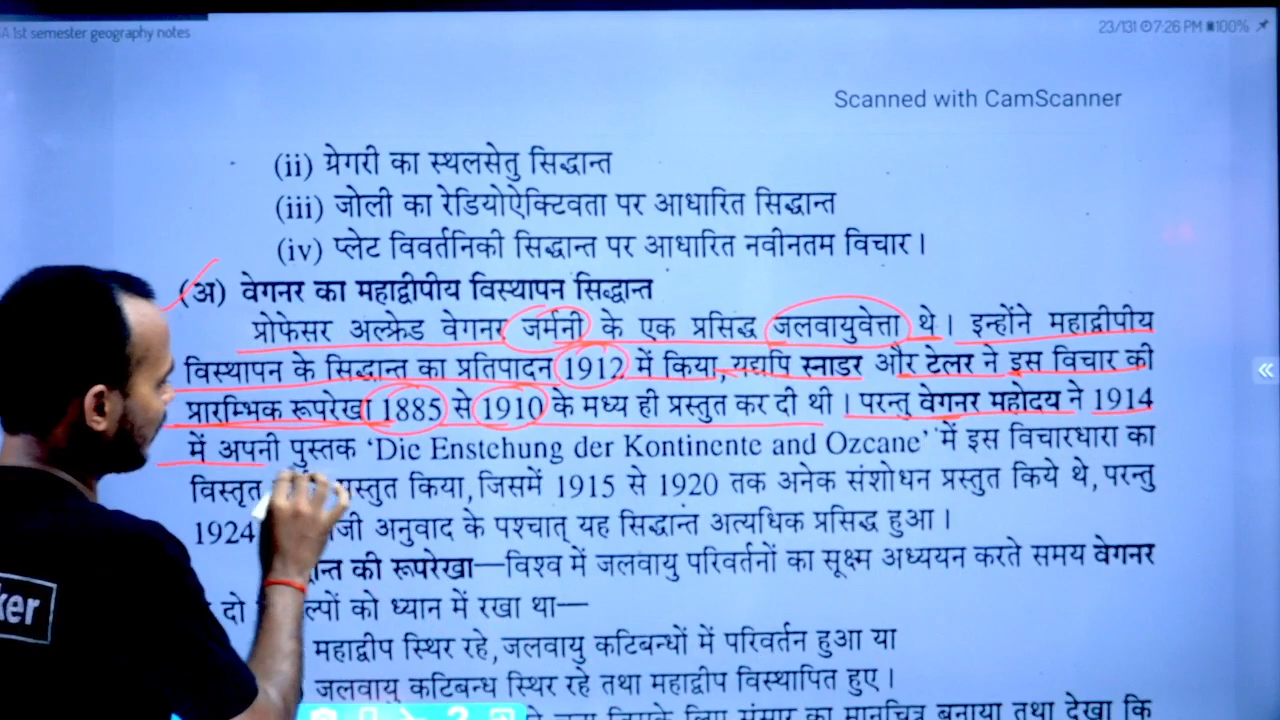 A 1st semester geography notes
23/131 7:26 PM 100%
Scanned with CamScanner
(ii) ग्रेगरी का स्थलसेतु सिद्धान्त
(iii) जोली का रेडियोऐक्टिवता पर आधारित सिद्धान्त
(iv) प्लेट विवर्तनिकी सिद्धान्त पर आधारित नवीनतम विचार।
(अ) वेगनर का महाद्वीपीय विस्थापन सिद्धान्त
प्रोफेसर अल्फ्रेड वेगनर जर्मनी के एक प्रसिद्ध जलवायुवेत्ता थे। इन्होंने महाद्वीपीय
विस्थापन के सिद्धान्त का प्रतिपादन 1912 में किया, यद्यपि स्नाडर और टेलर ने इस विचार की
प्रारम्भिक रूपरेखा 1885 से 1910 के मध्य ही प्रस्तुत कर दी थी। परन्तु वेगनर महोदय ने 1914
में अपनी पुस्तक ‘Die Enstehung der Kontinente and Ozcane’ में इस विचारधारा का
विस्तृत किया, जिसमें 1915 से 1920 तक अनेक संशोधन प्रस्तुत किये थे, परन्तु
1924 अनुवाद के पश्चात् यह सिद्धान्त अत्यधिक प्रसिद्ध हुआ।
की रूपरेखा—विश्व में जलवायु परिवर्तनों का सूक्ष्म अध्ययन करते समय वेगनर
दो को ध्यान में रखा था—
महाद्वीप स्थिर रहे, जलवायु कटिबन्धों में परिवर्तन हुआ या
जलवायु कटिबन्ध स्थिर रहे तथा महाद्वीप विस्थापित हुए।
संसार का मानचित्र बनाया तथा देखा कि
ker